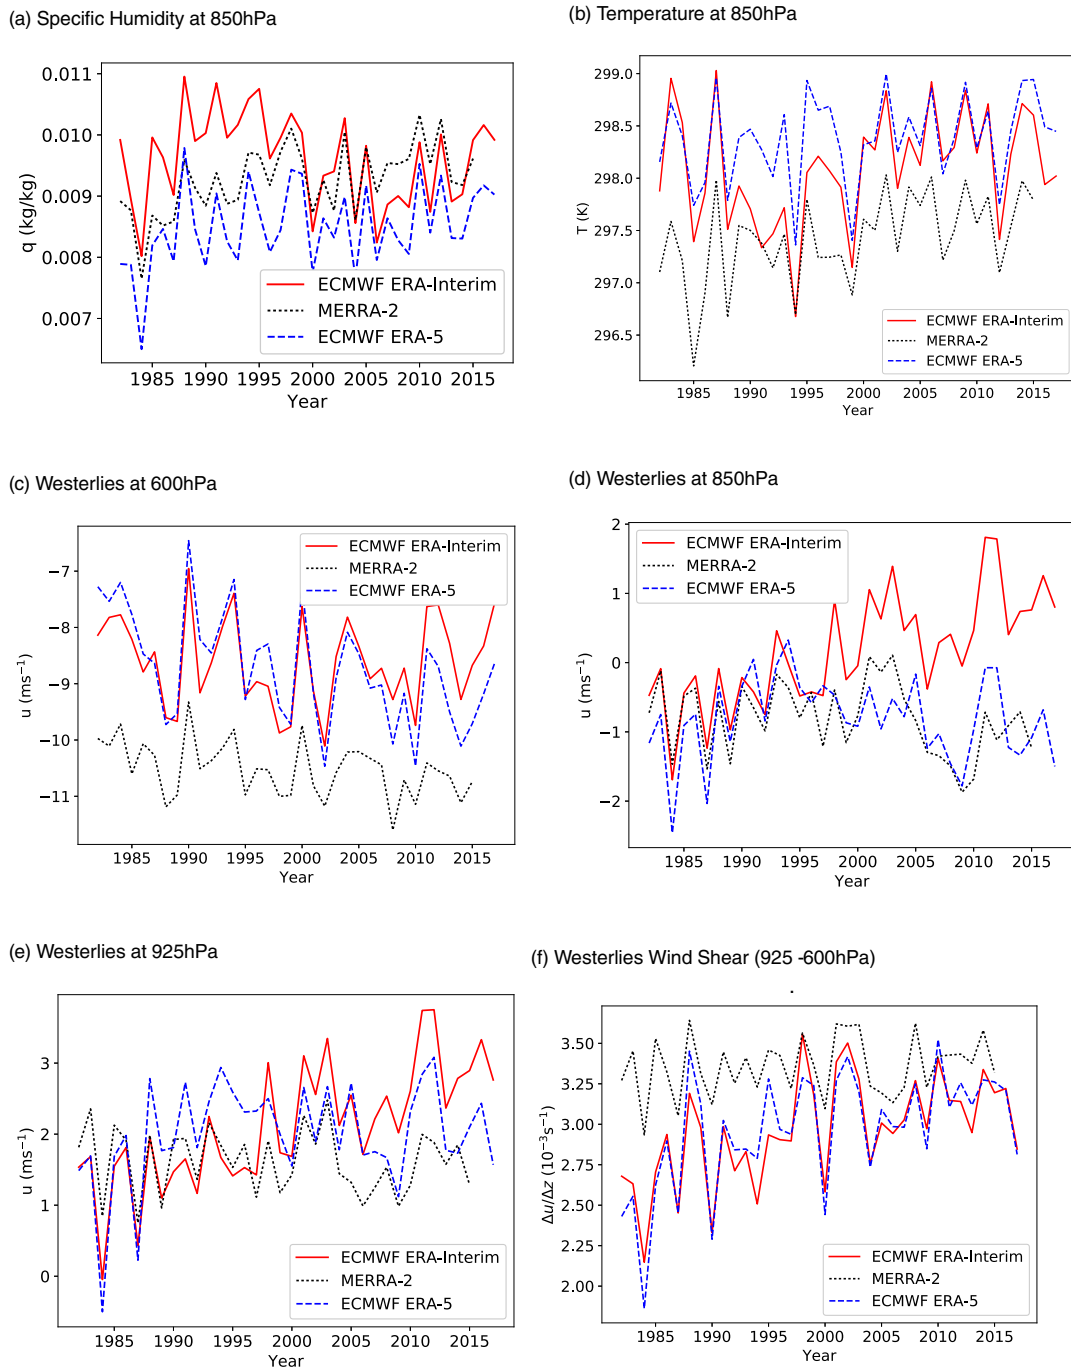 (a) Specific Humidity at 850hPa
0.011
0.010
0.009
0.008
0.007
q (kg/kg)
ECMWF ERA-Interim
MERRA-2
ECMWF ERA-5
1985 1990 1995 2000 2005 2010 2015
Year
(b) Temperature at 850hPa
299.0
298.5
298.0
297.5
297.0
296.5
T (K)
ECMWF ERA-Interim
MERRA-2
ECMWF ERA-5
1985 1990 1995 2000 2005 2010 2015
Year
(c) Westerlies at 600hPa
−7
−8
−9
−10
−11
u (ms⁻¹)
ECMWF ERA-Interim
MERRA-2
ECMWF ERA-5
1985 1990 1995 2000 2005 2010 2015
Year
(d) Westerlies at 850hPa
2
1
0
−1
−2
u (ms⁻¹)
ECMWF ERA-Interim
MERRA-2
ECMWF ERA-5
1985 1990 1995 2000 2005 2010 2015
Year
(e) Westerlies at 925hPa
3
2
1
0
u (ms⁻¹)
ECMWF ERA-Interim
MERRA-2
ECMWF ERA-5
1985 1990 1995 2000 2005 2010 2015
Year
(f) Westerlies Wind Shear (925 -600hPa)
3.50
3.25
3.00
2.75
2.50
2.25
2.00
Δu/Δz (10⁻³s⁻¹)
ECMWF ERA-Interim
MERRA-2
ECMWF ERA-5
1985 1990 1995 2000 2005 2010 2015
Year